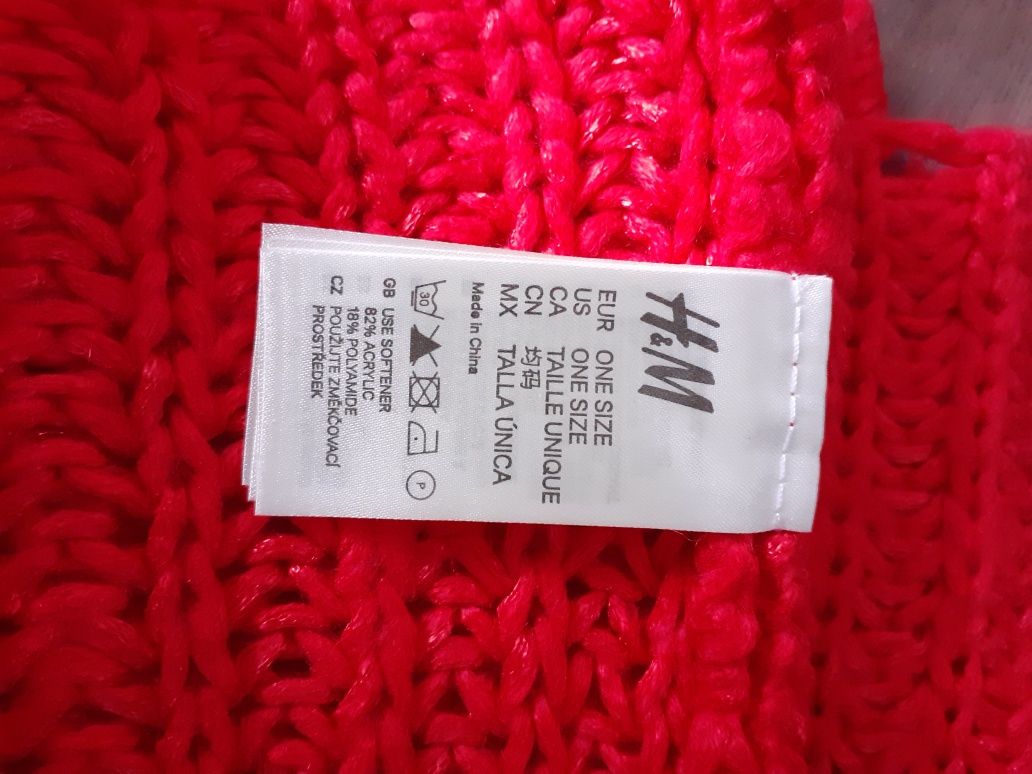 H&M
EUR ONE SIZE
US ONE SIZE
CA TAILLE UNIQUE
CN 均码
MX TALLA ÚNICA
Made in China
30
P
GB USE SOFTENER
82% ACRYLIC
18% POLYAMIDE
CZ POUŽIJTE ZMĚKČOVACÍ
PROSTŘEDEK